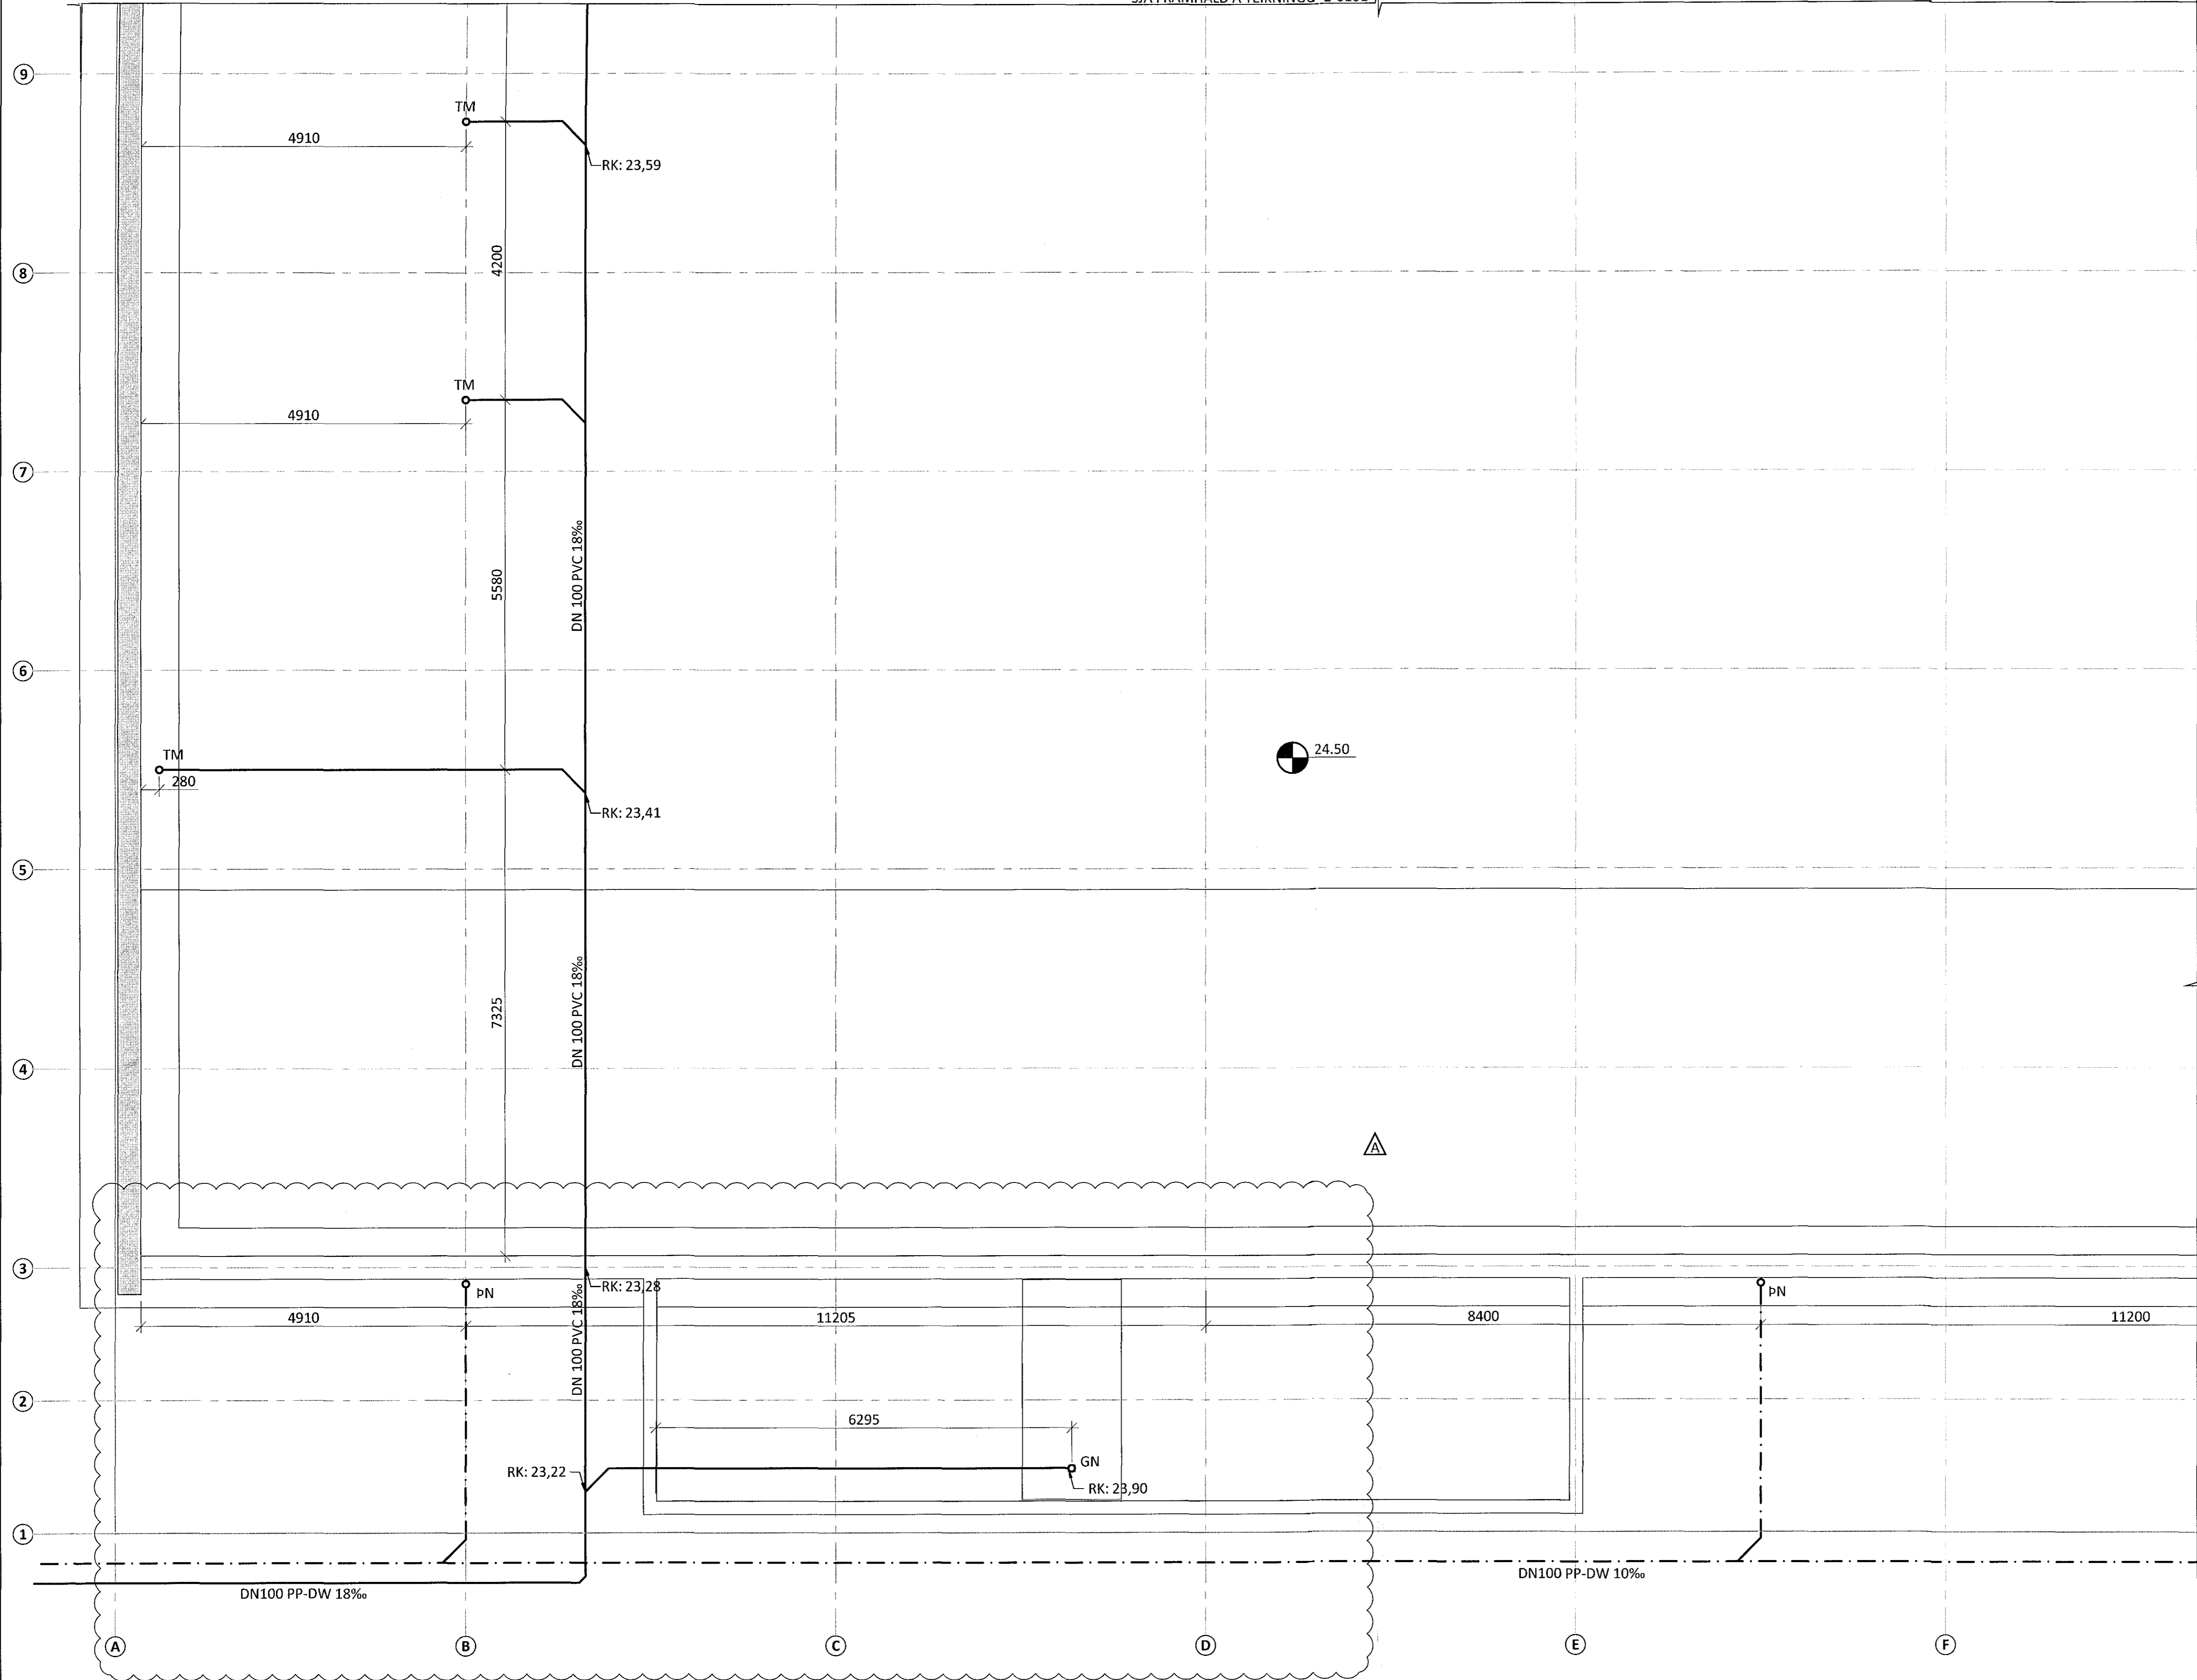 9
TM
4910
RK: 23,59
4200
8
TM
4910
7
DN 100 PVC 18‰
5580
6
24.50
TM
280
RK: 23,41
5
DN 100 PVC 18‰
7325
4
A
3
RK: 23,28
ÞN
ÞN
4910
11205
8400
11200
DN 100 PVC 18‰
2
6295
GN
RK: 23,22
RK: 23,90
1
DN100 PP-DW 10‰
DN100 PP-DW 18‰
A
B
C
D
E
F